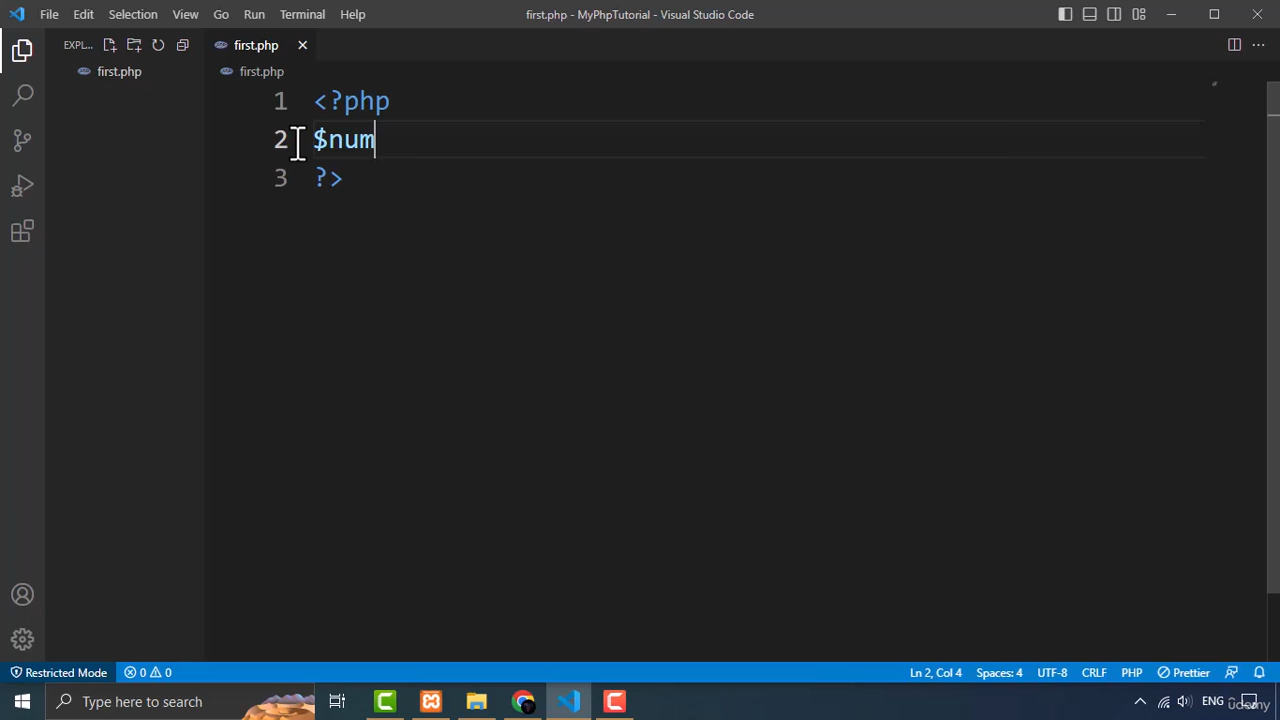 File Edit Selection View Go Run Terminal Help first.php - MyPhpTutorial - Visual Studio Code
EXPL... first.php
first.php first.php
1 <?php
2 $num
3 ?>
Restricted Mode 0 0 Ln 2, Col 4 Spaces: 4 UTF-8 CRLF PHP Prettier
Type here to search ENG
udemy